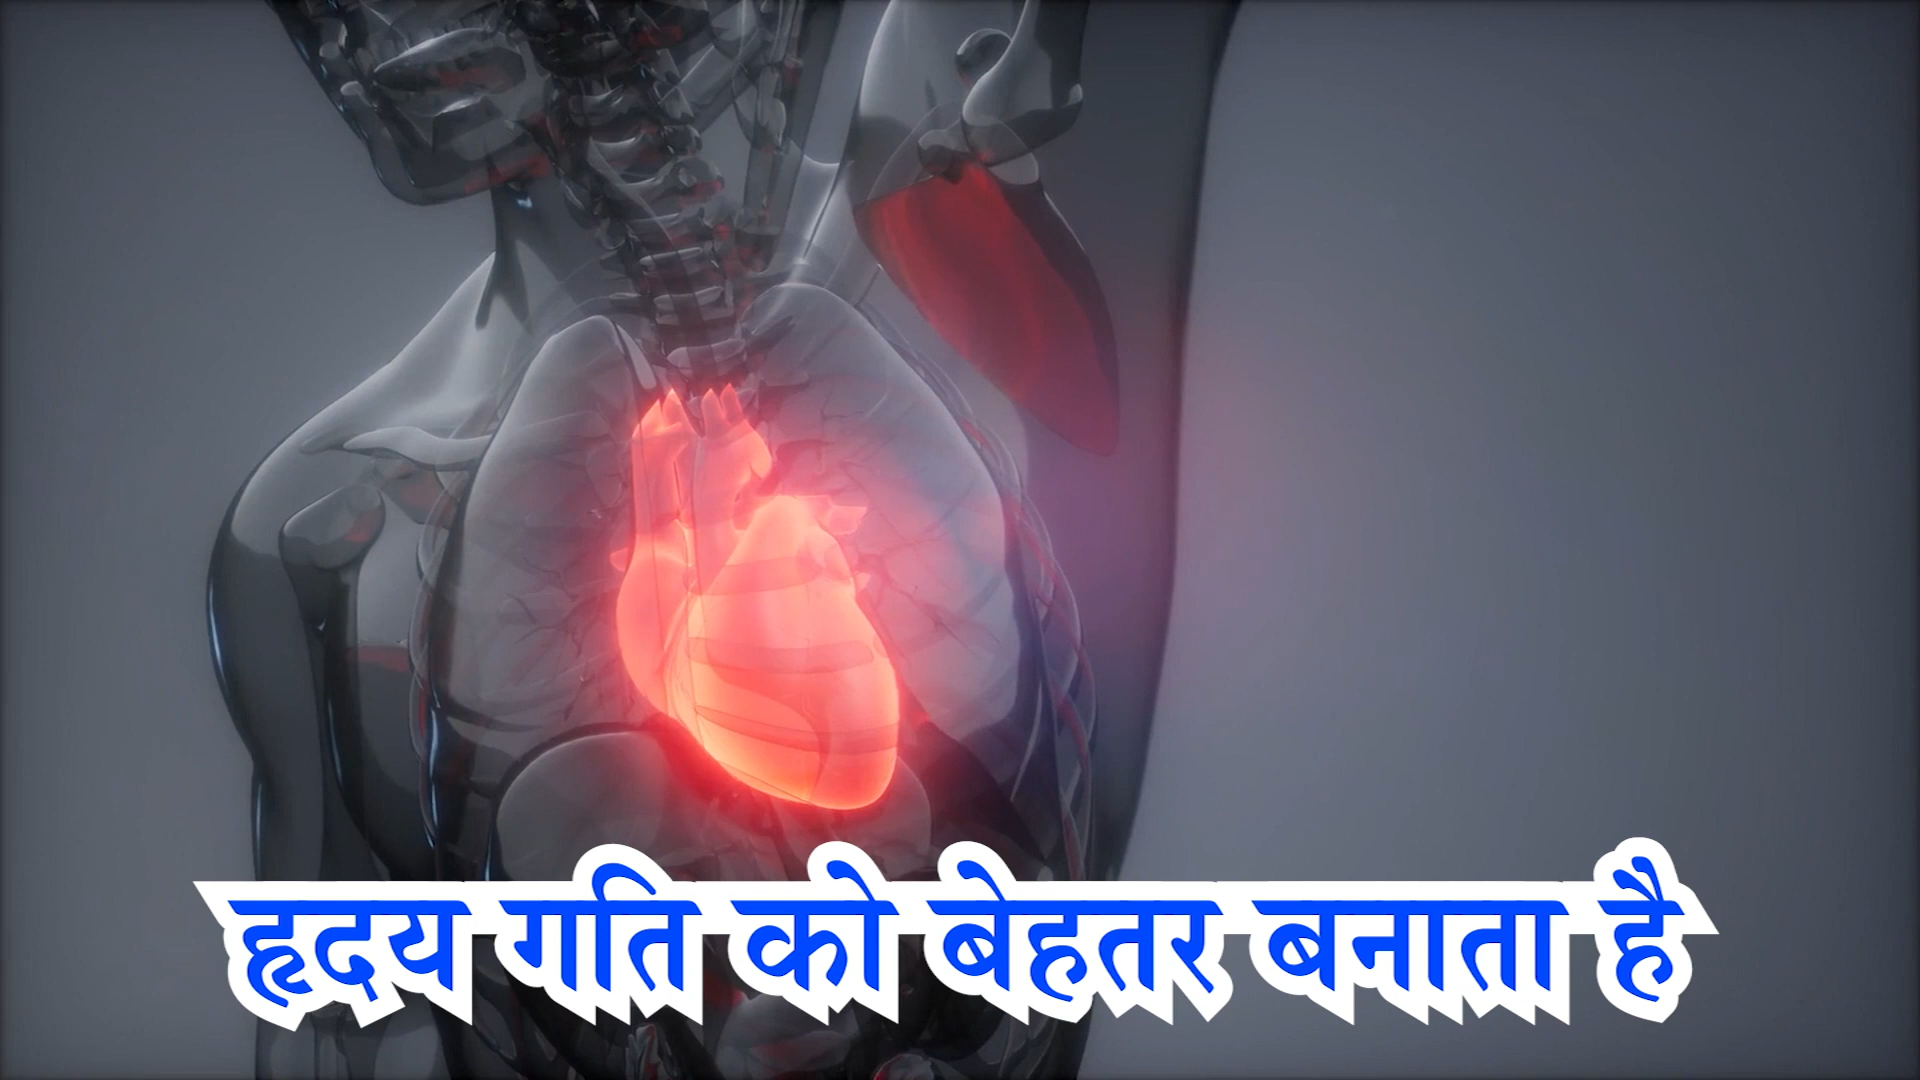 हृदय गति को बेहतर बनाता है